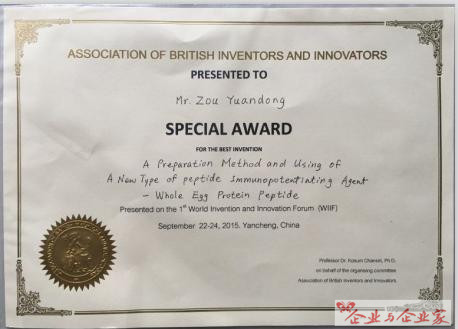 ASSOCIATION OF BRITISH INVENTORS AND INNOVATORS
PRESENTED TO
Mr. Zou Yuandong
SPECIAL AWARD
FOR THE BEST INVENTION
A Preparation Method and Using of
A New Type of peptide Immunopotentiating Agent
- Whole Egg Protein Peptide
Presented on the 1st World Invention and Innovation Forum (WIIF)
September 22-24, 2015. Yancheng, China
Professor Dr. Kosum Chansiri, Ph.D.
on behalf of the organising committee
Association of British Inventors and Innovators.
企业与企业家